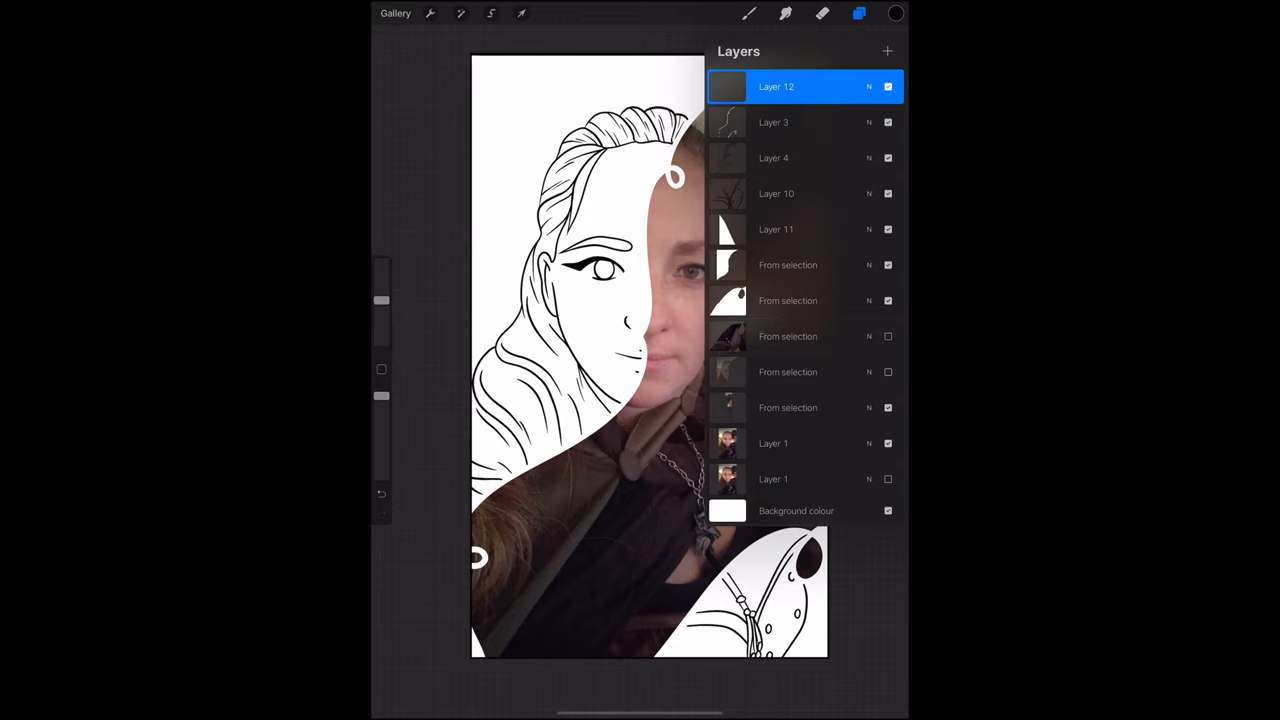 Gallery
Layers
Layer 12 N
Layer 3 N
Layer 4 N
Layer 10 N
Layer 11 N
From selection N
From selection N
From selection N
From selection N
From selection N
Layer 1 N
Layer 1 N
Background colour